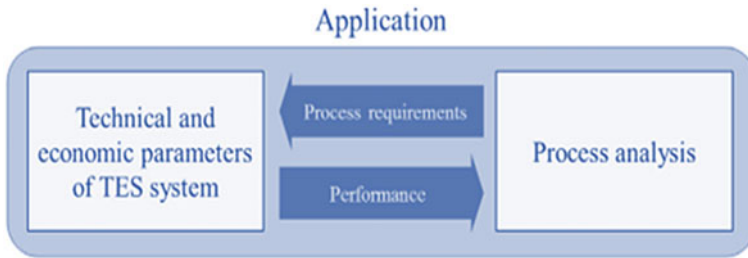 Application
Technical and
economic parameters
of TES system
Process requirements
Performance
Process analysis